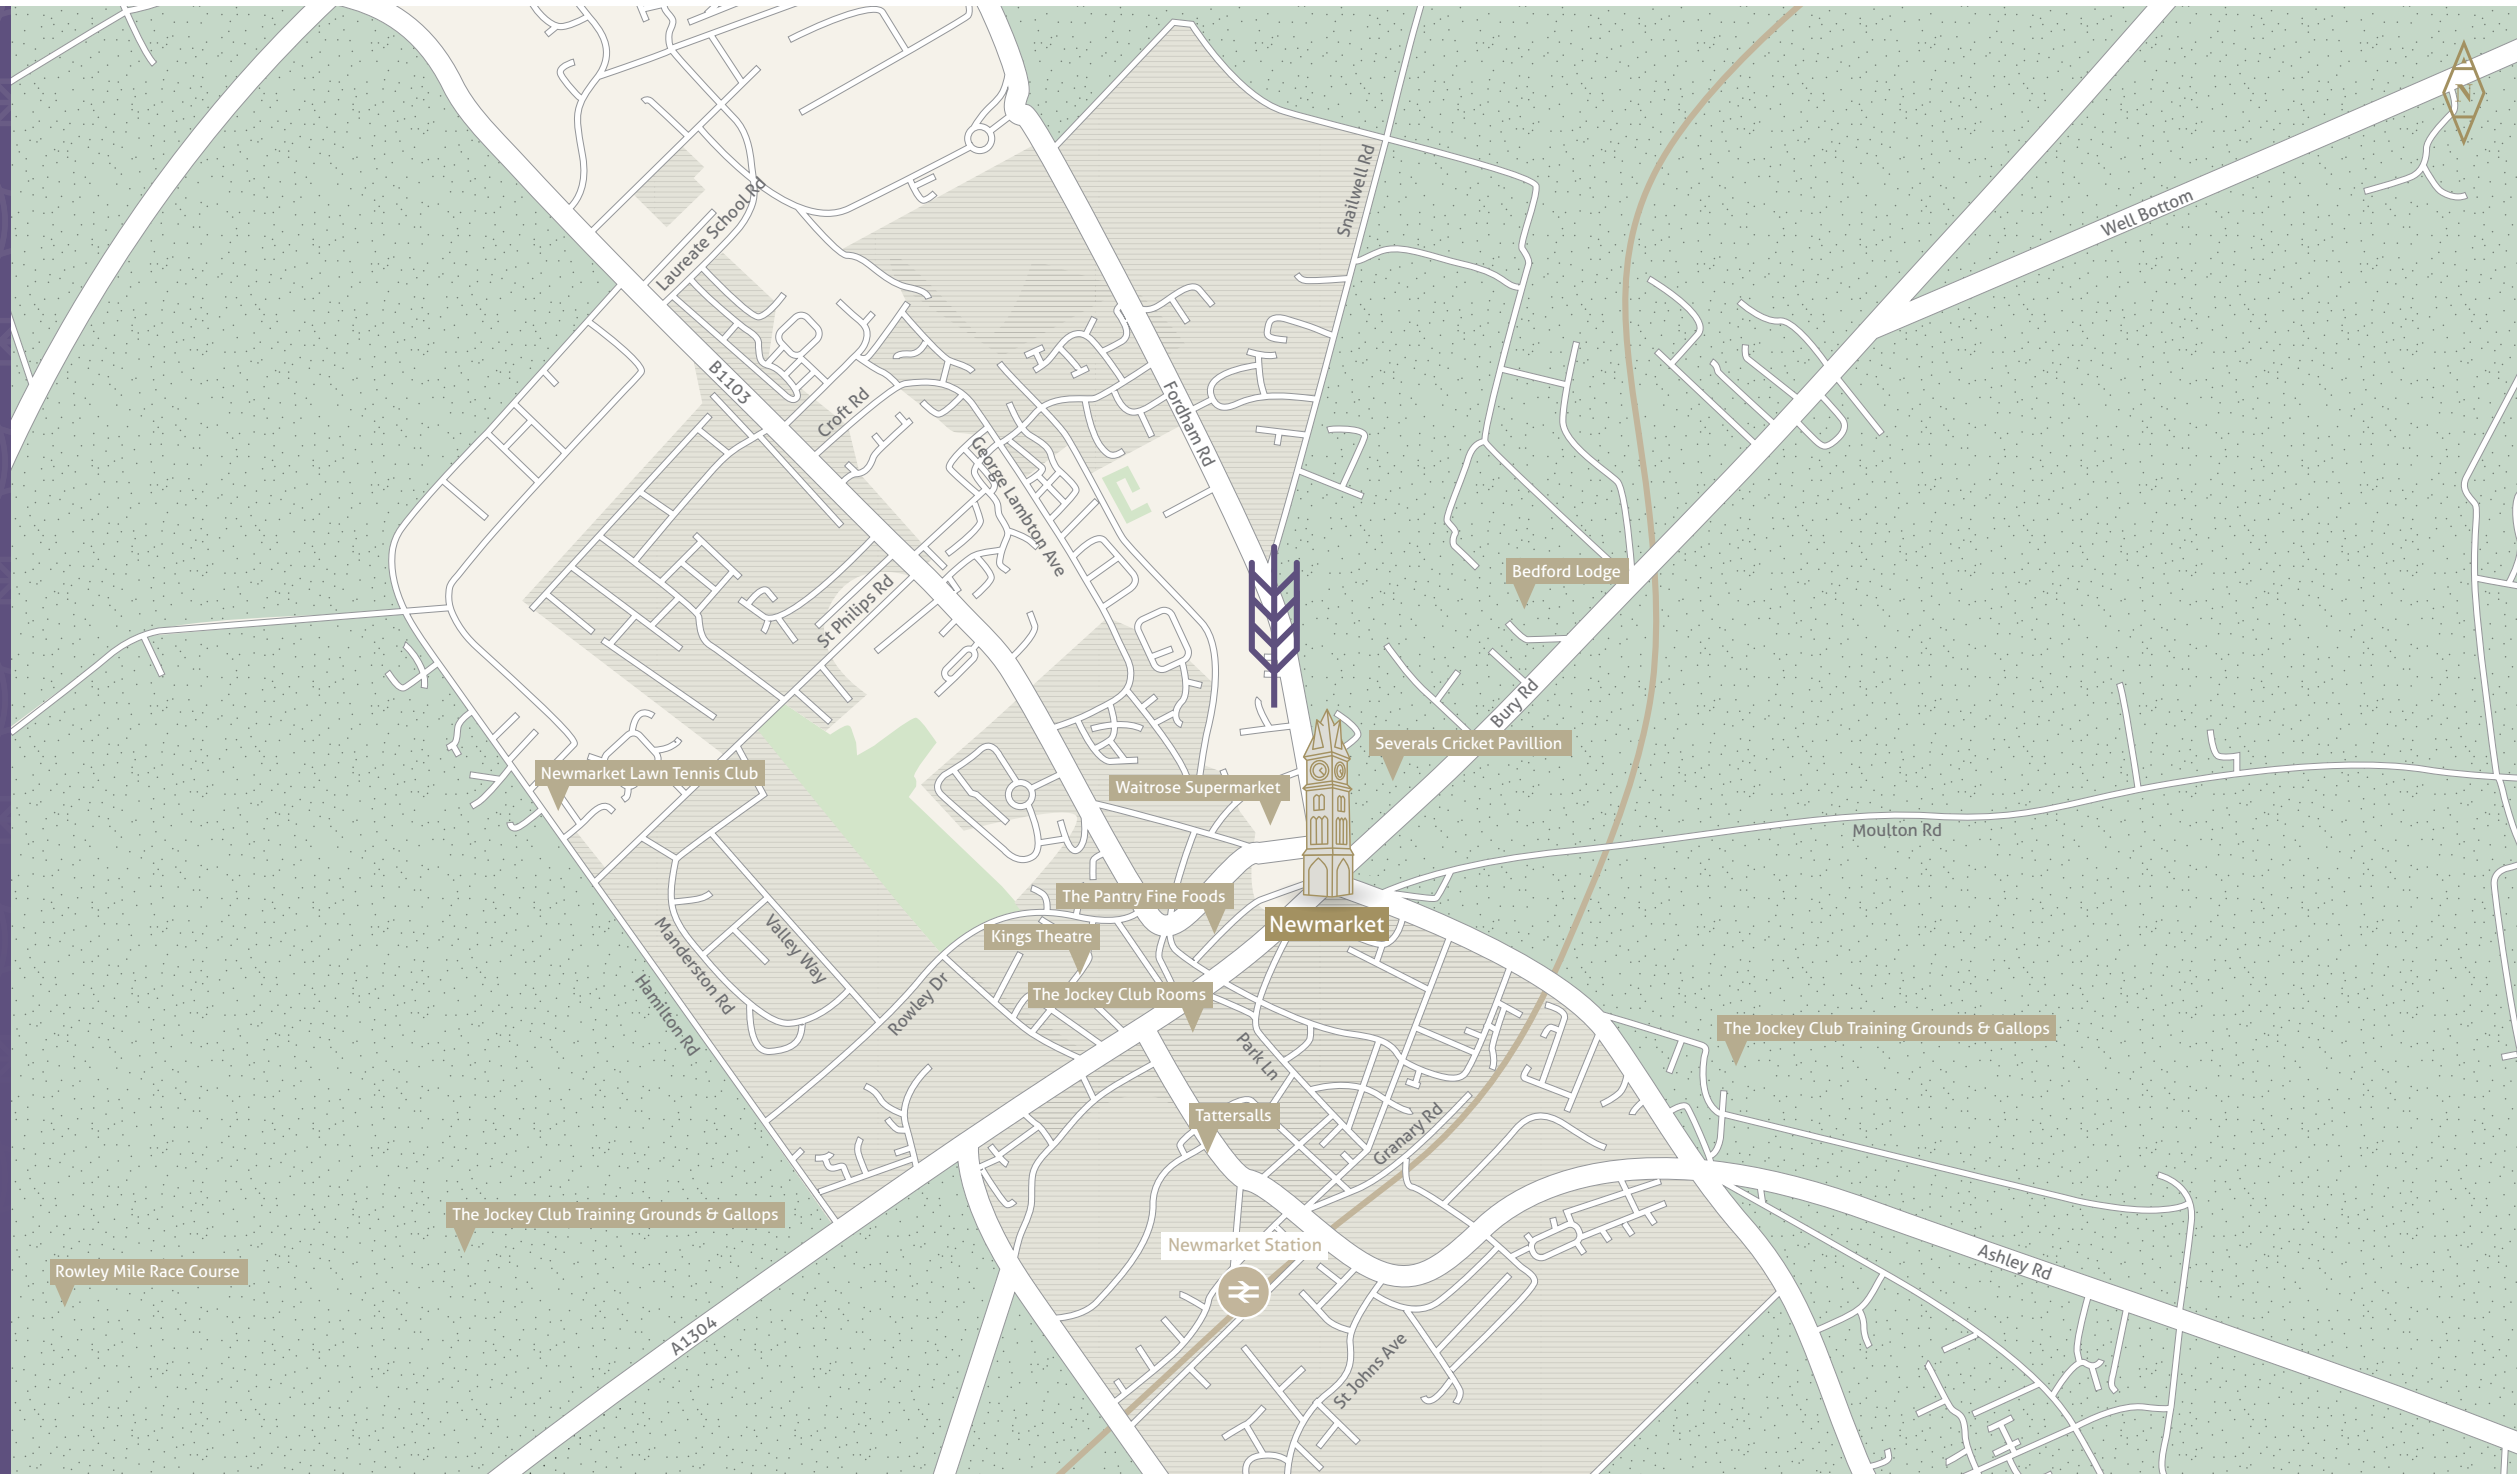 N
Snailwell Rd
Well Bottom
Laureate School Rd
B1103
Croft Rd
Fordham Rd
George Lambton Ave
Bedford Lodge
St Philips Rd
Bury Rd
Severals Cricket Pavillion
Newmarket Lawn Tennis Club
Waitrose Supermarket
Moulton Rd
The Pantry Fine Foods
Newmarket
Kings Theatre
Valley Way
Manderston Rd
Hamilton Rd
Rowley Dr
The Jockey Club Rooms
The Jockey Club Training Grounds & Gallops
Park Ln
Tattersalls
Granary Rd
The Jockey Club Training Grounds & Gallops
Newmarket Station
Rowley Mile Race Course
Ashley Rd
A1304
St Johns Ave